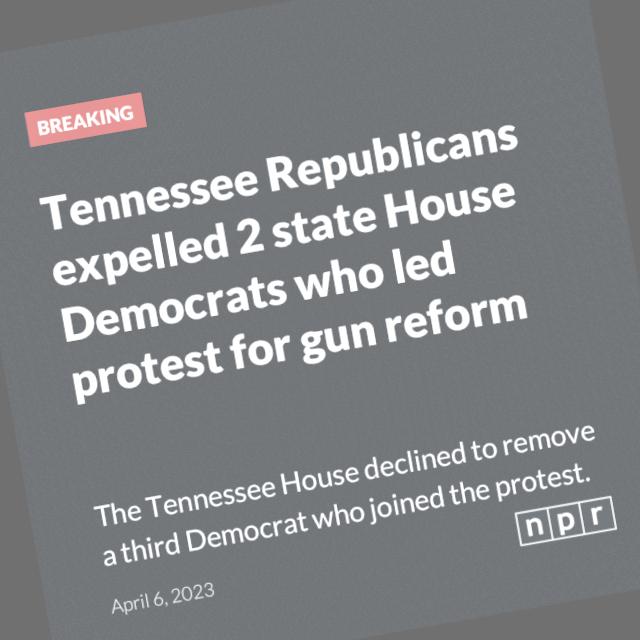 BREAKING
Tennessee Republicans
expelled 2 state House
Democrats who led
protest for gun reform
The Tennessee House declined to remove
a third Democrat who joined the protest.
npr
April 6, 2023